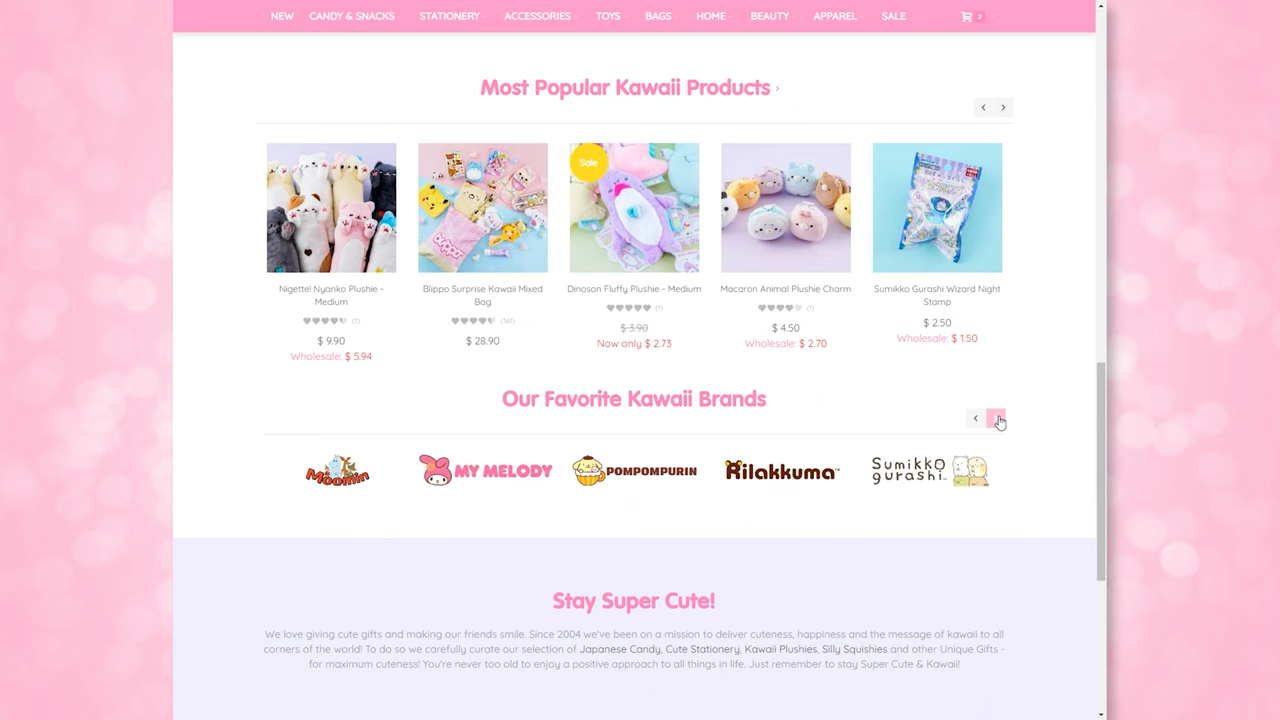 NEW CANDY & SNACKS STATIONERY ACCESSORIES TOYS BAGS HOME BEAUTY APPAREL SALE
Most Popular Kawaii Products ›
Sale
Nigette! Nyanko Plushie -
Medium
$ 9.90
Wholesale: $ 5.94
Blippo Surprise Kawaii Mixed
Bag
$ 28.90
Dinoson Fluffy Plushie - Medium
(1)
$ 3.90
Now only $ 2.73
Macaron Animal Plushie Charm
(1)
$ 4.50
Wholesale: $ 2.70
Sumikko Gurashi Wizard Night
Stamp
$ 2.50
Wholesale: $ 1.50
Our Favorite Kawaii Brands
Moomin
MY MELODY
POMPOMPURIN
Rilakkuma™
Sumikko
gurashi™
Stay Super Cute!
We love giving cute gifts and making our friends smile. Since 2004 we've been on a mission to deliver cuteness, happiness and the message of kawaii to all
corners of the world! To do so we carefully curate our selection of Japanese Candy, Cute Stationery, Kawaii Plushies, Silly Squishies and other Unique Gifts -
for maximum cuteness! You're never too old to enjoy a positive approach to all things in life. Just remember to stay Super Cute & Kawaii!